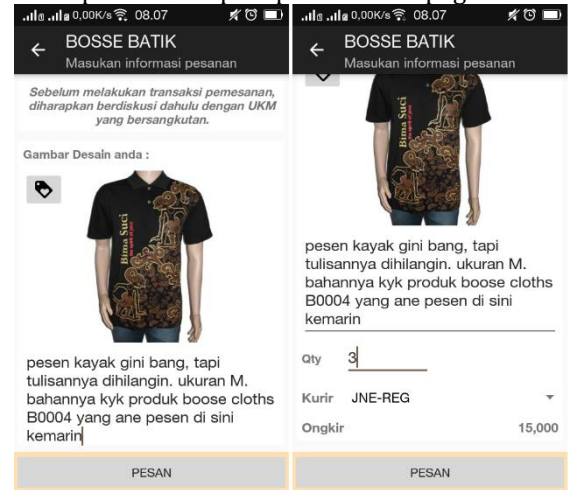 0,00K/s 08.07
BOSSE BATIK
Masukan informasi pesanan
Sebelum melakukan transaksi pemesanan,
diharapkan berdiskusi dahulu dengan UKM
yang bersangkutan.
Gambar Desain anda :
Bima Suci
pesen kayak gini bang, tapi
tulisannya dihilangin. ukuran M.
bahannya kyk produk boose cloths
B0004 yang ane pesen di sini
kemarin
PESAN
0,00K/s 08.07
BOSSE BATIK
Masukan informasi pesanan
Bima Suci
pesen kayak gini bang, tapi
tulisannya dihilangin. ukuran M.
bahannya kyk produk boose cloths
B0004 yang ane pesen di sini
kemarin
Qty 3
Kurir JNE-REG
Ongkir 15,000
PESAN